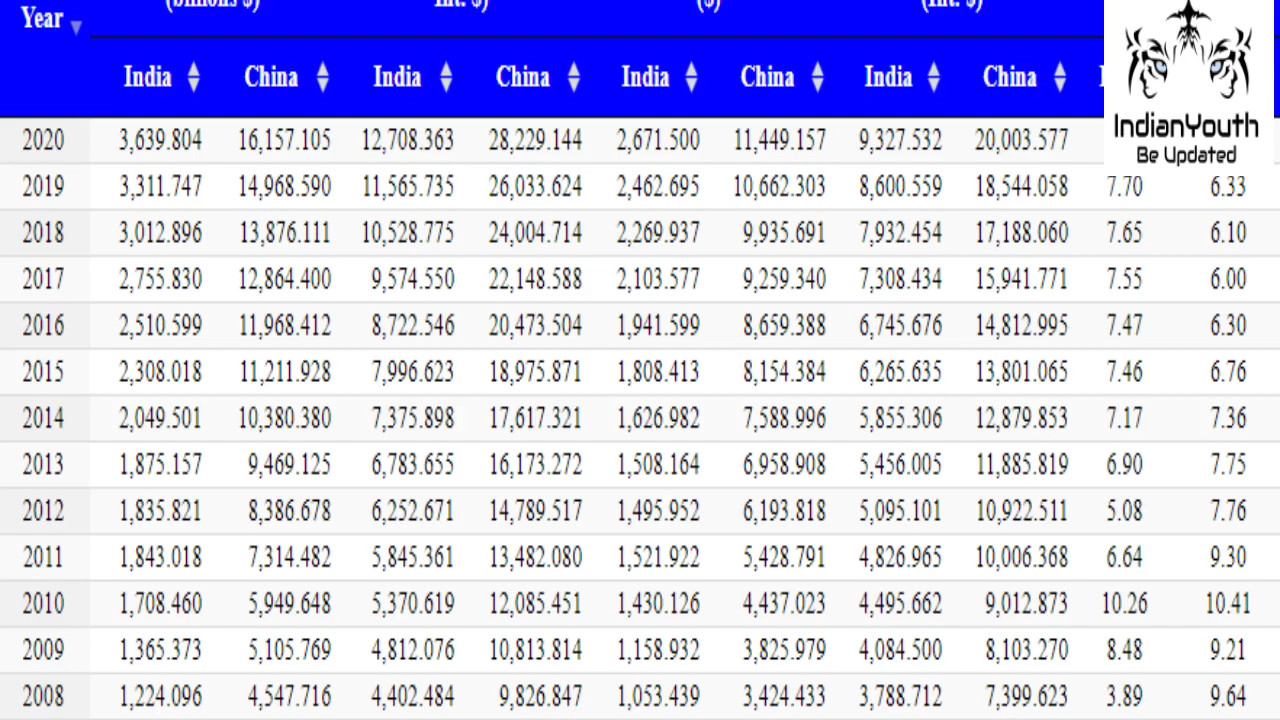 (billions $) Int. $) ($) (Int. $)
Year
India China India China India China India China
IndianYouth
Be Updated
2020 3,639.804 16,157.105 12,708.363 28,229.144 2,671.500 11,449.157 9,327.532 20,003.577
2019 3,311.747 14,968.590 11,565.735 26,033.624 2,462.695 10,662.303 8,600.559 18,544.058 7.70 6.33
2018 3,012.896 13,876.111 10,528.775 24,004.714 2,269.937 9,935.691 7,932.454 17,188.060 7.65 6.10
2017 2,755.830 12,864.400 9,574.550 22,148.588 2,103.577 9,259.340 7,308.434 15,941.771 7.55 6.00
2016 2,510.599 11,968.412 8,722.546 20,473.504 1,941.599 8,659.388 6,745.676 14,812.995 7.47 6.30
2015 2,308.018 11,211.928 7,996.623 18,975.871 1,808.413 8,154.384 6,265.635 13,801.065 7.46 6.76
2014 2,049.501 10,380.380 7,375.898 17,617.321 1,626.982 7,588.996 5,855.306 12,879.853 7.17 7.36
2013 1,875.157 9,469.125 6,783.655 16,173.272 1,508.164 6,958.908 5,456.005 11,885.819 6.90 7.75
2012 1,835.821 8,386.678 6,252.671 14,789.517 1,495.952 6,193.818 5,095.101 10,922.511 5.08 7.76
2011 1,843.018 7,314.482 5,845.361 13,482.080 1,521.922 5,428.791 4,826.965 10,006.368 6.64 9.30
2010 1,708.460 5,949.648 5,370.619 12,085.451 1,430.126 4,437.023 4,495.662 9,012.873 10.26 10.41
2009 1,365.373 5,105.769 4,812.076 10,813.814 1,158.932 3,825.979 4,084.500 8,103.270 8.48 9.21
2008 1,224.096 4,547.716 4,402.484 9,826.847 1,053.439 3,424.433 3,788.712 7,399.623 3.89 9.64